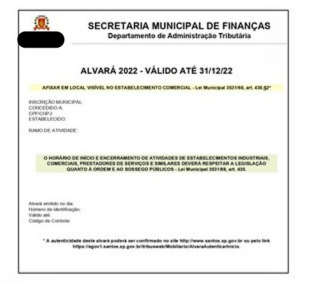 SECRETARIA MUNICIPAL DE FINANÇAS
Departamento de Administração Tributária
ALVARÁ 2022 - VÁLIDO ATÉ 31/12/22
AFIXAR EM LOCAL VISÍVEL NO ESTABELECIMENTO COMERCIAL - Lei Municipal 3531/68, art. 430,§2º
INSCRIÇÃO MUNICIPAL
CONCEDIDO A:
CPF/CNPJ:
ESTABELECIDO:
RAMO DE ATIVIDADE:
O HORÁRIO DE INÍCIO E ENCERRAMENTO DE ATIVIDADES DE ESTABELECIMENTOS INDUSTRIAIS,
COMERCIAIS, PRESTADORES DE SERVIÇOS E SIMILARES DEVERÁ RESPEITAR A LEGISLAÇÃO
QUANTO À ORDEM E AO SOSSEGO PÚBLICOS - Lei Municipal 3531/68, art. 435.
Alvará emitido no dia:
Número de identificação:
Válido até:
Código de Controle:
* A autenticidade deste alvará poderá ser confirmado no site http://www.santos.sp.gov.br ou pelo link
https://egov1.santos.sp.gov.br/tribusweb/Mobiliario/AlvaraAutentica/Inicio.